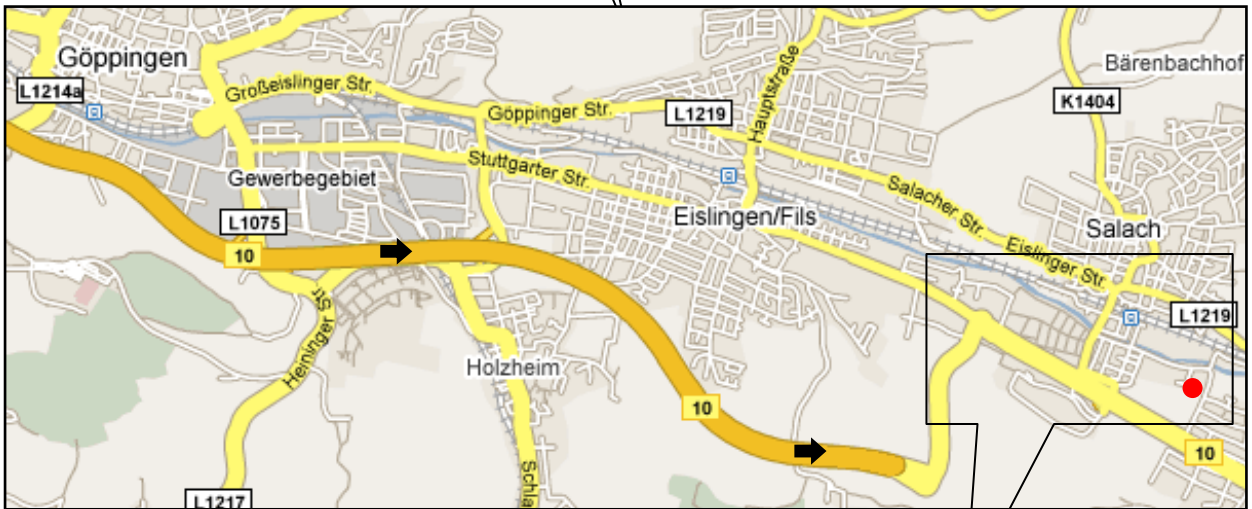 Göppingen
L1214a
Großeislinger Str.
Göppinger Str.
L1219
Hauptstraße
K1404
Bärenbachhof
Gewerbegebiet
Stuttgarter Str.
Salacher Str.
L1075
Eislingen/Fils
Salach
10
Eislinger Str.
L1219
Heininger Str
Holzheim
10
10
Schla
L1217